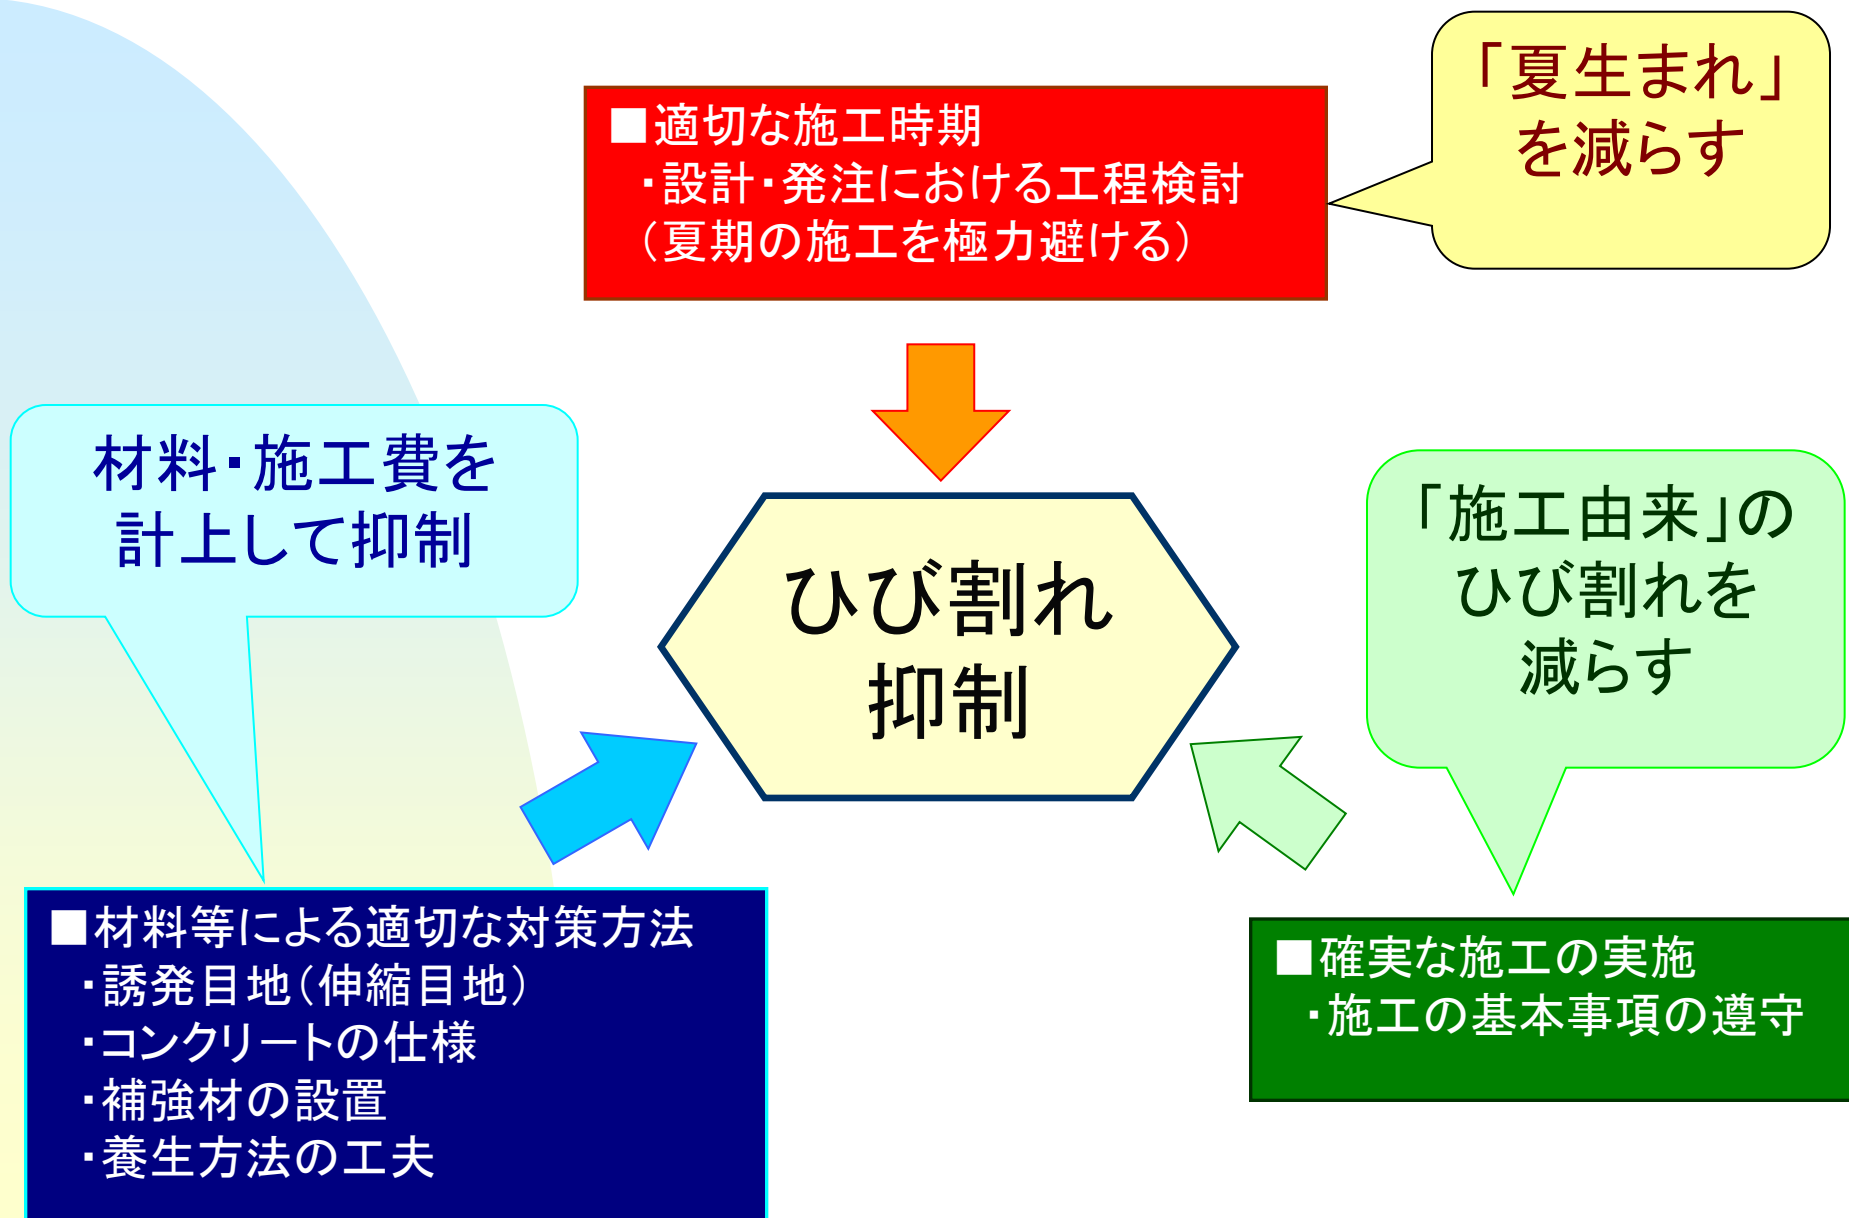 「夏生まれ」
を減らす
■適切な施工時期
・設計・発注における工程検討
（夏期の施工を極力避ける）
材料・施工費を
計上して抑制
ひび割れ
抑制
「施工由来」の
ひび割れを
減らす
■材料等による適切な対策方法
・誘発目地（伸縮目地）
・コンクリートの仕様
・補強材の設置
・養生方法の工夫
■確実な施工の実施
・施工の基本事項の遵守